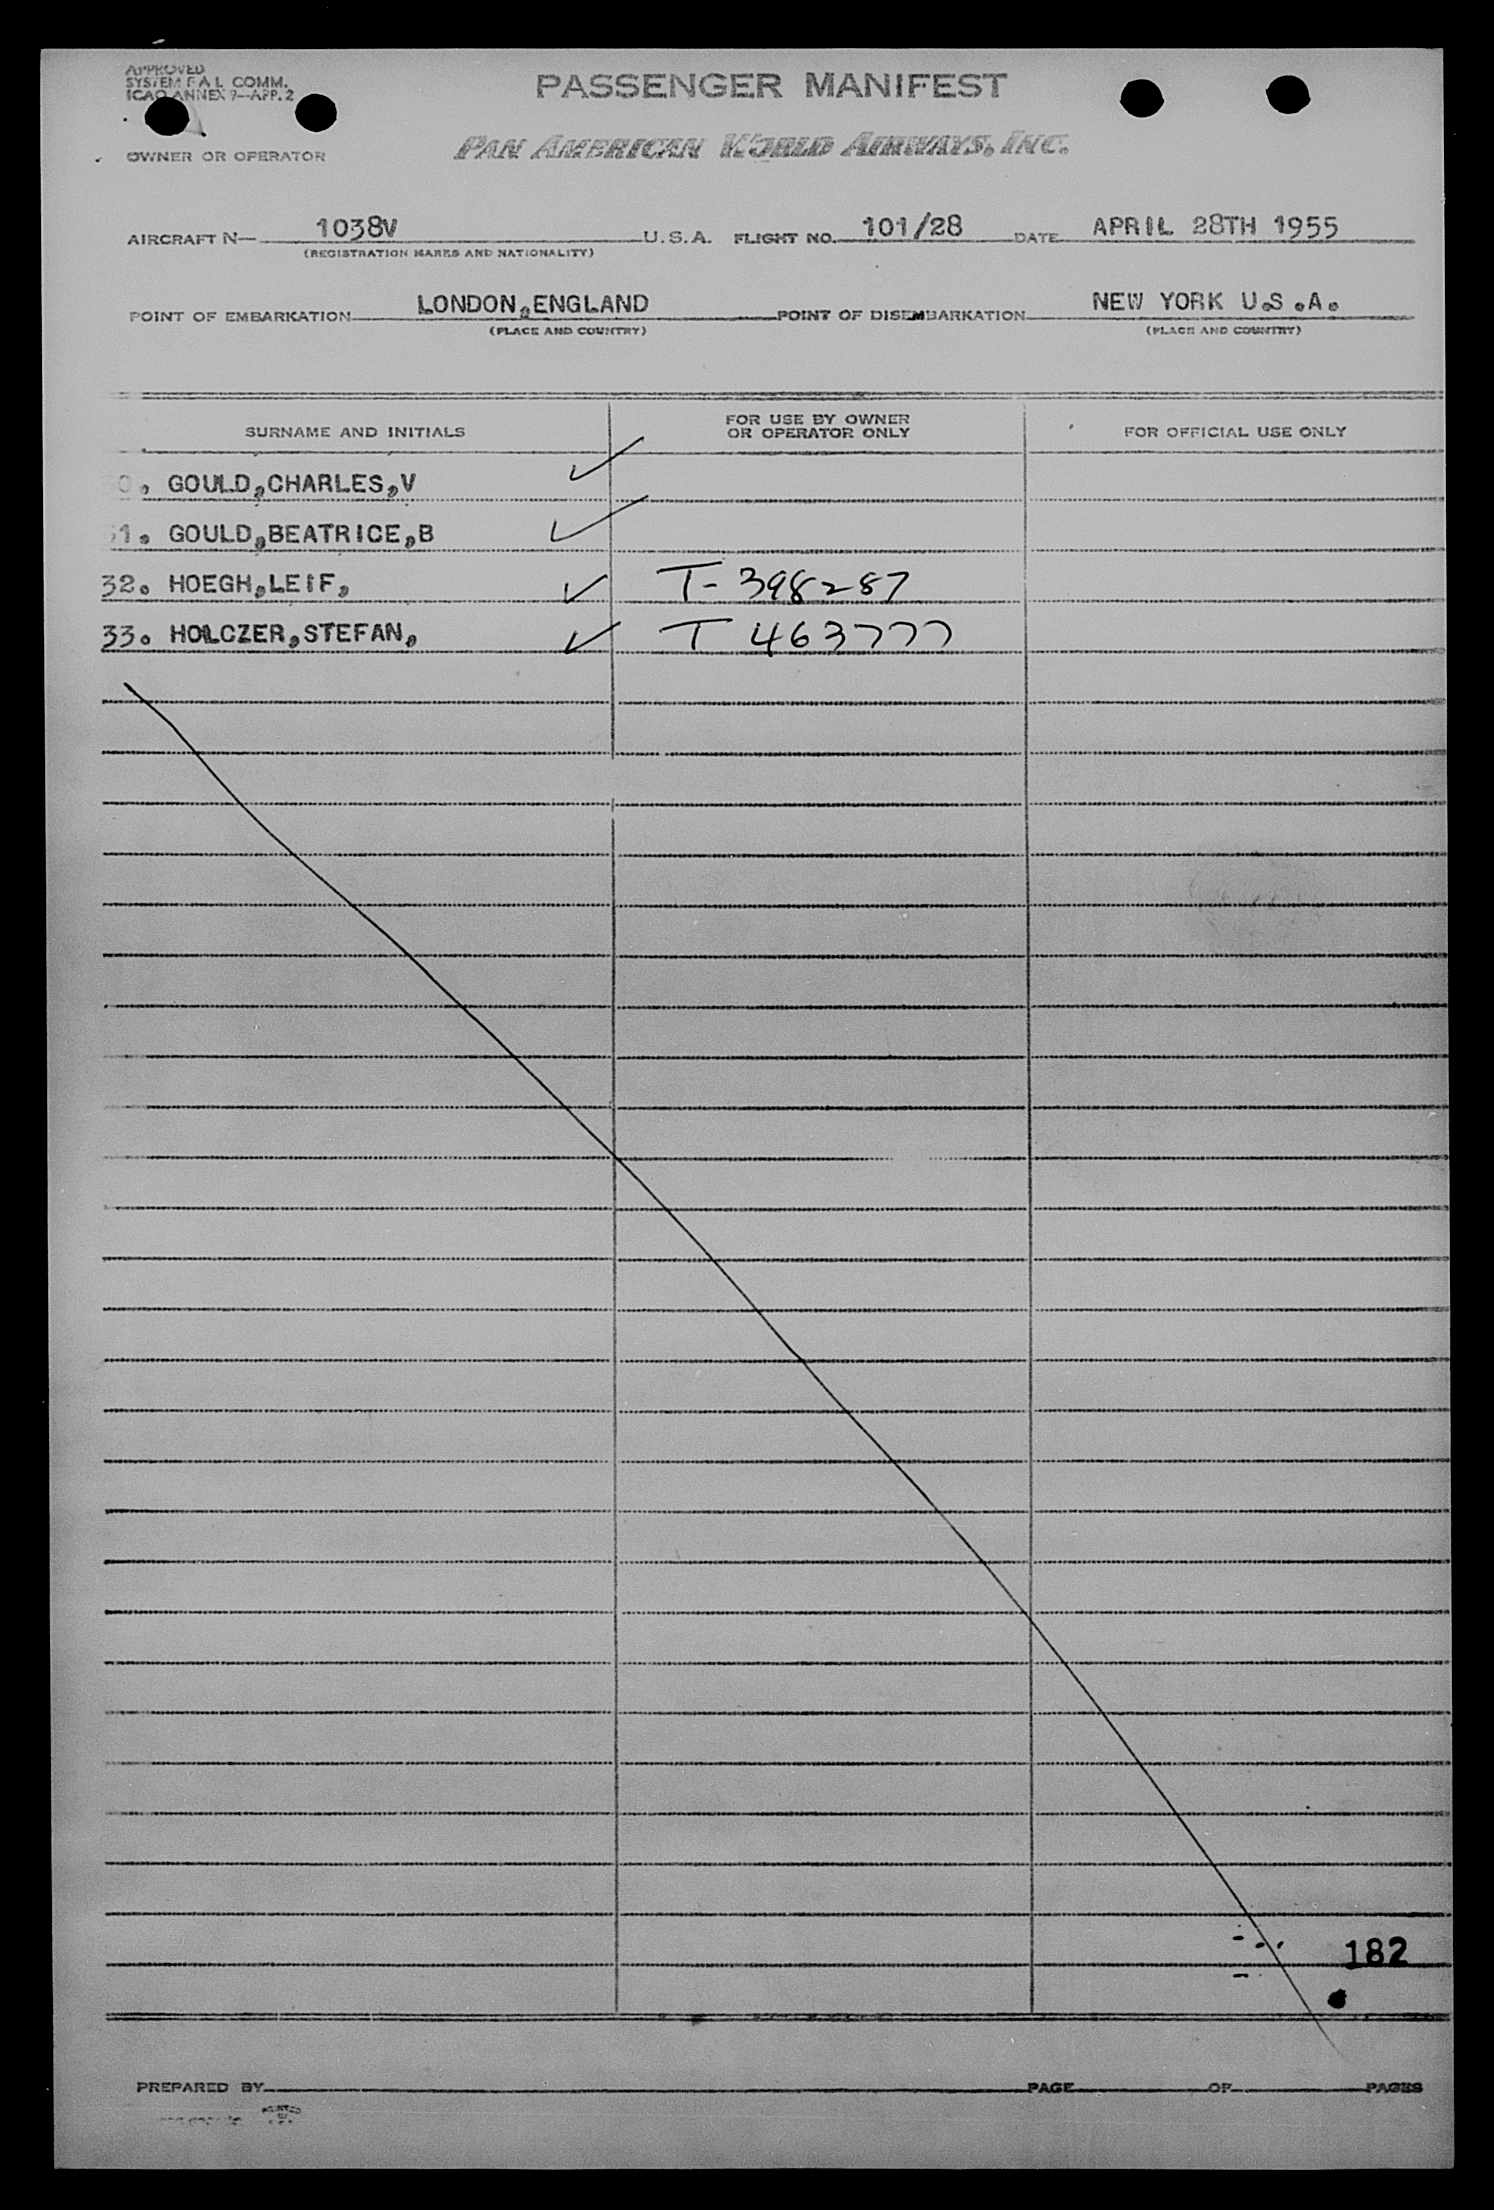 APPROVED
SYSTEM F A L COMM.
ICAO ANNEX 9—APP. 2
PASSENGER MANIFEST
OWNER OR OPERATOR
PAN AMERICAN WORLD AIRWAYS, INC.
AIRCRAFT N— 1038V U.S.A. FLIGHT NO. 101/28 DATE APRIL 28TH 1955
(REGISTRATION MARKS AND NATIONALITY)
POINT OF EMBARKATION LONDON,ENGLAND POINT OF DISEMBARKATION NEW YORK U.S.A.
(PLACE AND COUNTRY) (PLACE AND COUNTRY)
SURNAME AND INITIALS
FOR USE BY OWNER
OR OPERATOR ONLY
FOR OFFICIAL USE ONLY
0. GOULD,CHARLES,V
31. GOULD,BEATRICE,B
32. HOEGH,LEIF, T-398287
33. HOLCZER,STEFAN, T 463777
182
PREPARED BY PAGE OF PAGES